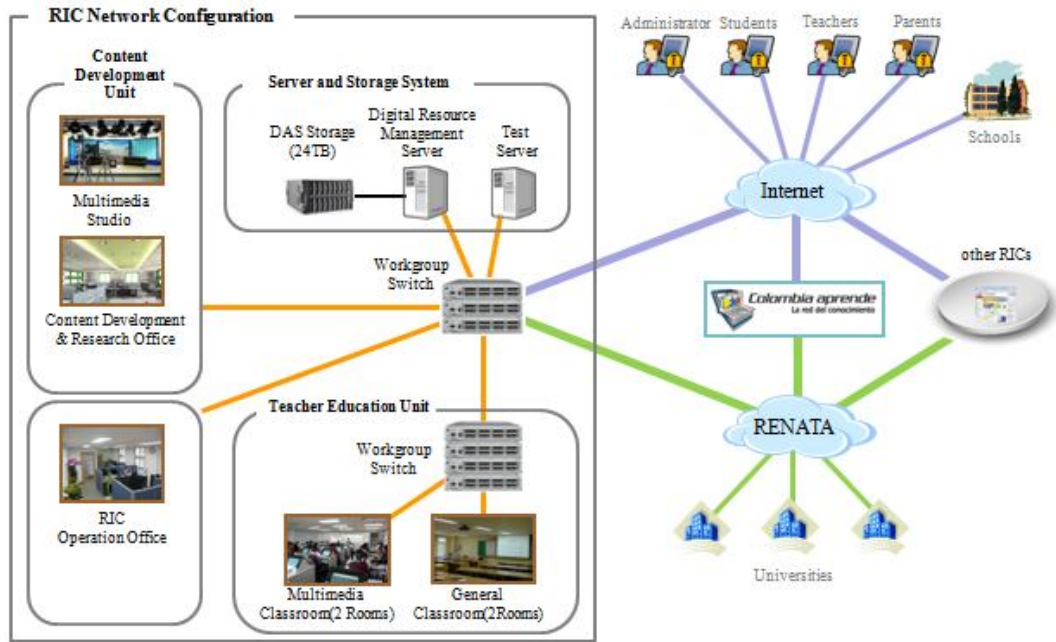 RIC Network Configuration
Content
Development
Unit
Multimedia
Studio
Content Development
& Research Office
RIC
Operation Office
Server and Storage System
DAS Storage
(24TB)
Digital Resource
Management
Server
Test
Server
Workgroup
Switch
Teacher Education Unit
Workgroup
Switch
Multimedia
Classroom(2 Rooms)
General
Classroom(2Rooms)
Administrator
Students
Teachers
Parents
Schools
Internet
other RICs
Colombia aprende
La red del conocimiento
RENATA
Universities